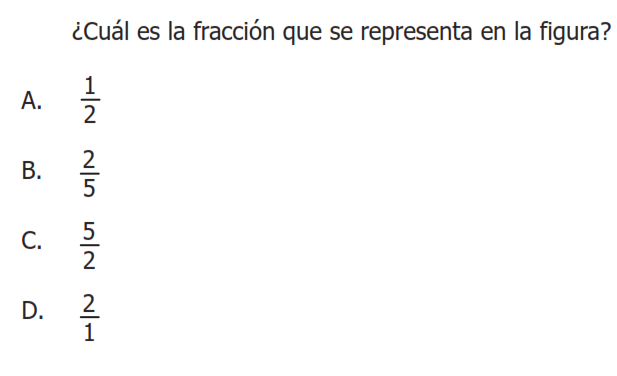 ¿Cuál es la fracción que se representa en la figura?
A. 1/2
B. 2/5
C. 5/2
D. 2/1